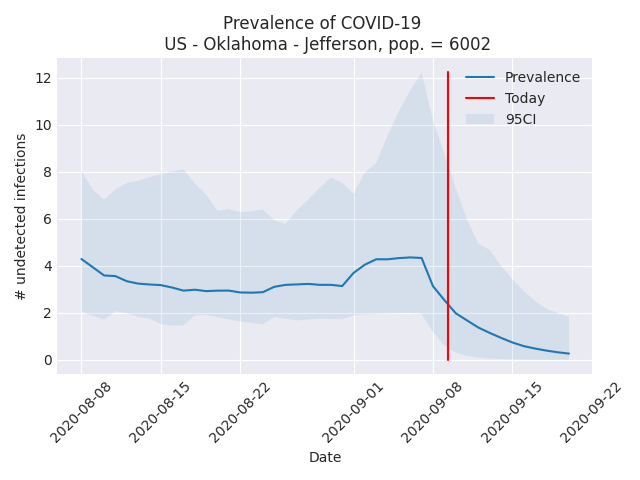 Prevalence of COVID-19
US - Oklahoma - Jefferson, pop. = 6002
12
10
8
6
4
2
0
# undetected infections
Prevalence
Today
95CI
2020-08-08
2020-08-15
2020-08-22
2020-09-01
2020-09-08
2020-09-15
2020-09-22
Date